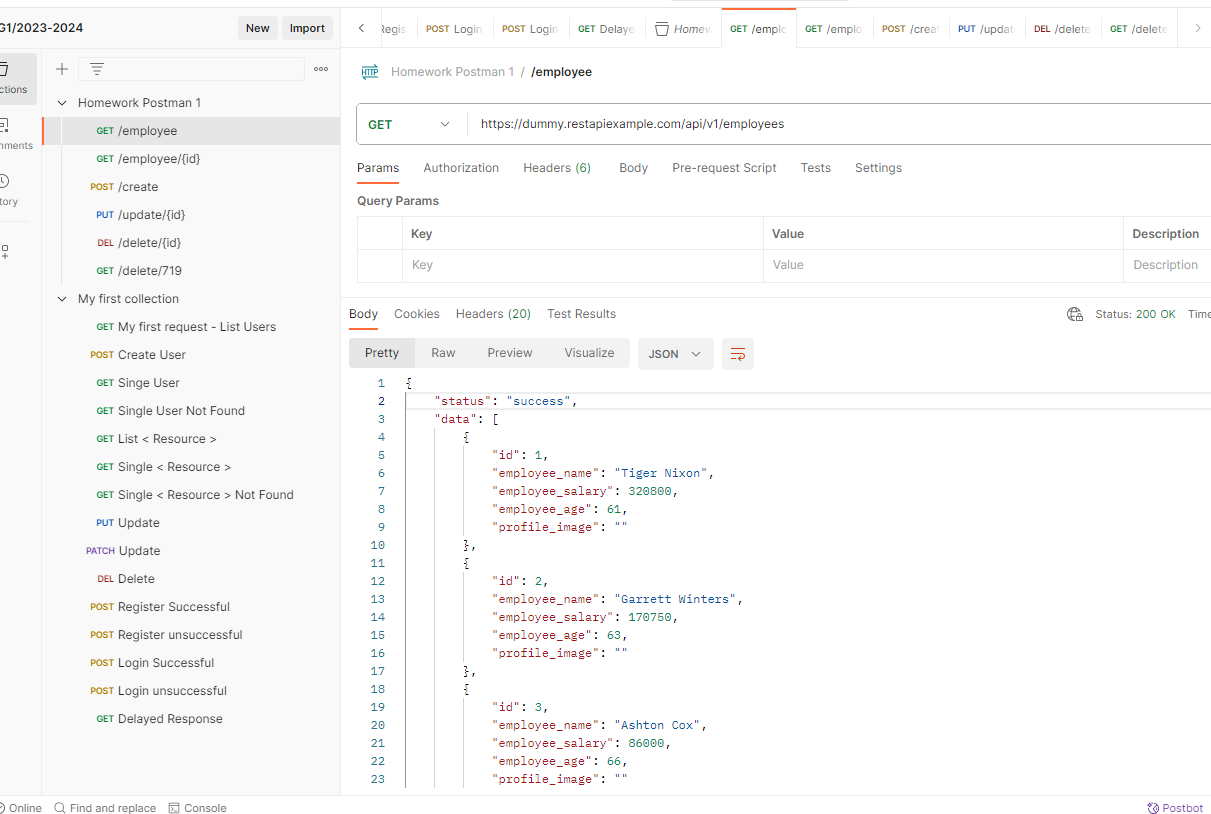 G1/2023-2024
New
Import
ctions
nments
tory
Homework Postman 1
GET /employee
GET /employee/{id}
POST /create
PUT /update/{id}
DEL /delete/{id}
GET /delete/719
My first collection
GET My first request - List Users
POST Create User
GET Singe User
GET Single User Not Found
GET List < Resource >
GET Single < Resource >
GET Single < Resource > Not Found
PUT Update
PATCH Update
DEL Delete
POST Register Successful
POST Register unsuccessful
POST Login Successful
POST Login unsuccessful
GET Delayed Response
Regis POST Login POST Login GET Delaye Homew GET /emplo GET /emplo POST /creat PUT /updat DEL /delete GET /delete
HTTP Homework Postman 1 / /employee
GET https://dummy.restapiexample.com/api/v1/employees
Params Authorization Headers (6) Body Pre-request Script Tests Settings
Query Params
Key Value Description
Key Value Description
Body Cookies Headers (20) Test Results Status: 200 OK Time
Pretty Raw Preview Visualize JSON
1 {
2 "status": "success",
3 "data": [
4 {
5 "id": 1,
6 "employee_name": "Tiger Nixon",
7 "employee_salary": 320800,
8 "employee_age": 61,
9 "profile_image": ""
10 },
11 {
12 "id": 2,
13 "employee_name": "Garrett Winters",
14 "employee_salary": 170750,
15 "employee_age": 63,
16 "profile_image": ""
17 },
18 {
19 "id": 3,
20 "employee_name": "Ashton Cox",
21 "employee_salary": 86000,
22 "employee_age": 66,
23 "profile_image": ""
Online Find and replace Console Postbot